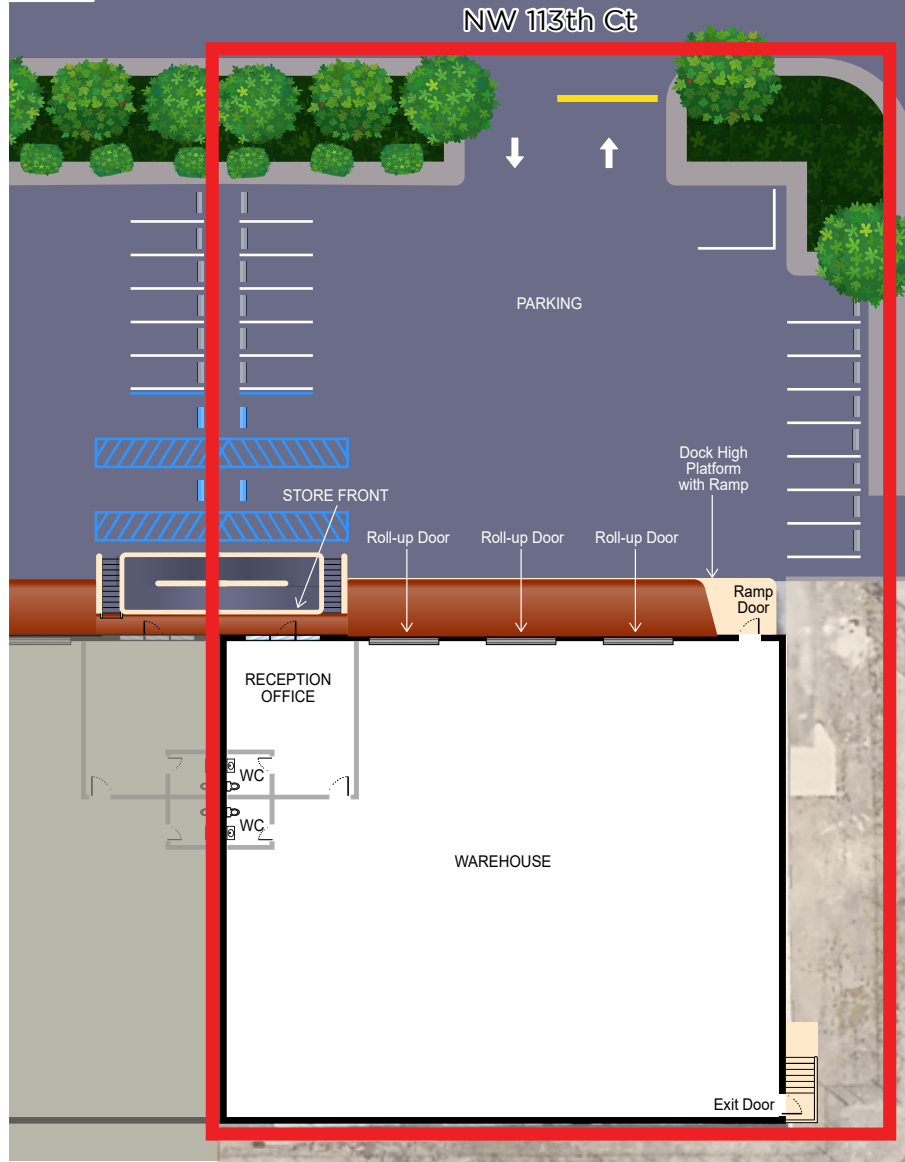 NW 113th Ct
PARKING
Dock High
Platform
with Ramp
STORE FRONT
Roll-up Door
Roll-up Door
Roll-up Door
Ramp
Door
RECEPTION
OFFICE
WC
WC
WAREHOUSE
Exit Door